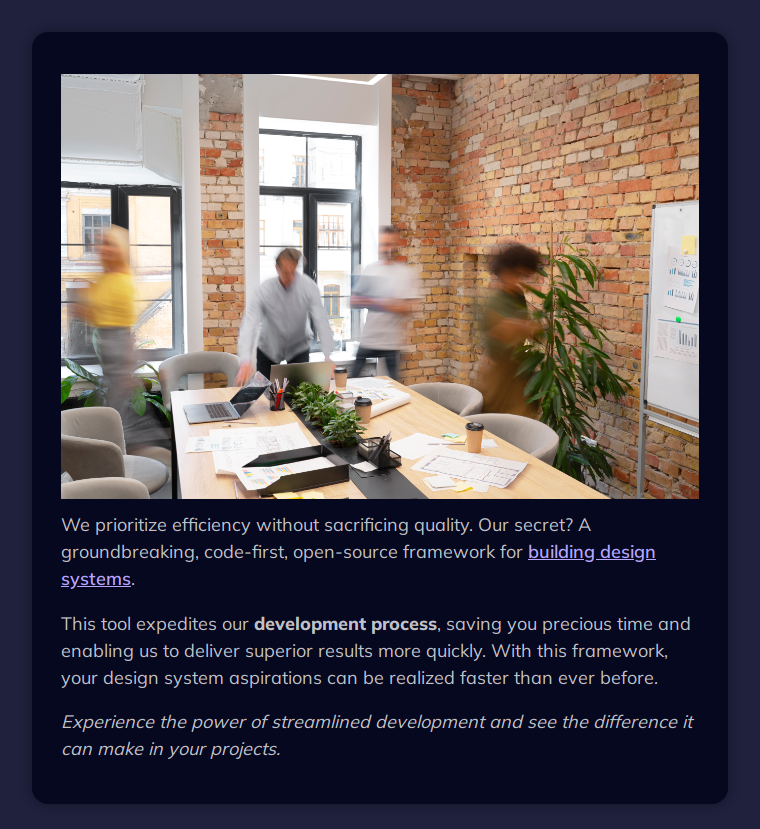 We prioritize efficiency without sacrificing quality. Our secret? A
groundbreaking, code-first, open-source framework for building design
systems.
This tool expedites our development process, saving you precious time and
enabling us to deliver superior results more quickly. With this framework,
your design system aspirations can be realized faster than ever before.
Experience the power of streamlined development and see the difference it
can make in your projects.